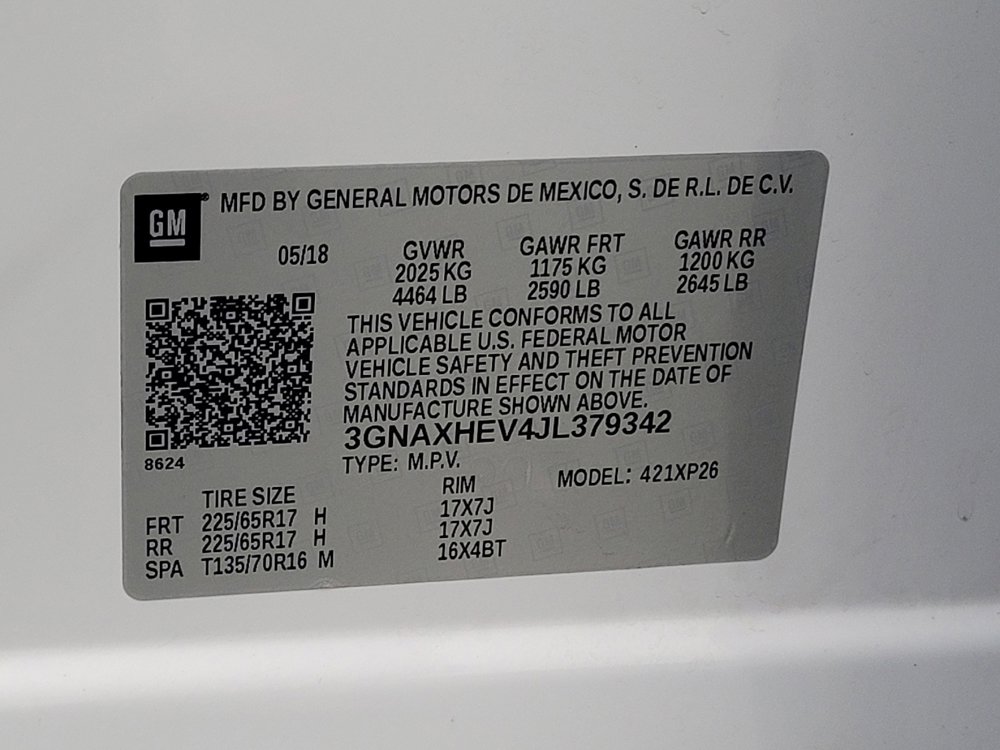 GM® MFD BY GENERAL MOTORS DE MEXICO, S. DE R.L. DE C.V.
05/18 GVWR GAWR FRT GAWR RR
2025 KG 1175 KG 1200 KG
4464 LB 2590 LB 2645 LB
THIS VEHICLE CONFORMS TO ALL
APPLICABLE U.S. FEDERAL MOTOR
VEHICLE SAFETY AND THEFT PREVENTION
STANDARDS IN EFFECT ON THE DATE OF
MANUFACTURE SHOWN ABOVE.
3GNAXHEV4JL379342
8624
TYPE: M.P.V. MODEL: 421XP26
TIRE SIZE RIM
FRT 225/65R17 H 17X7J
RR 225/65R17 H 17X7J
SPA T135/70R16 M 16X4BT